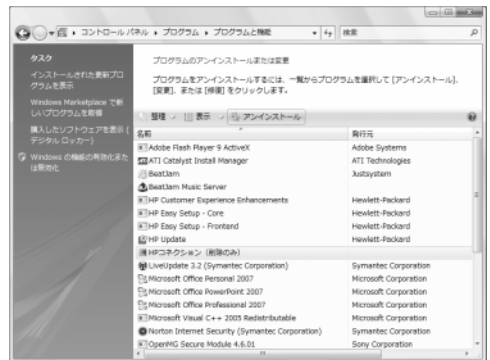 コントロール パネル ▸ プログラム ▸ プログラムと機能
検索
タスク
インストールされた更新プロ
グラムを表示
Windows Marketplace で新
しいプログラムを取得
購入したソフトウェアを表示 (
デジタル ロッカー)
Windows の機能の有効化また
は無効化
プログラムのアンインストールまたは変更
プログラムをアンインストールするには、一覧からプログラムを選択して [アンインストール]、
[変更]、または [修復] をクリックします。
整理 表示 アンインストール
名前 発行元
Adobe Flash Player 9 ActiveX Adobe Systems
ATI Catalyst Install Manager ATI Technologies
BeatJam Justsystem
BeatJam Music Server
HP Customer Experience Enhancements Hewlett-Packard
HP Easy Setup - Core Hewlett-Packard
HP Easy Setup - Frontend Hewlett-Packard
HP Update Hewlett-Packard
HPコネクション (削除のみ)
LiveUpdate 3.2 (Symantec Corporation) Symantec Corporation
Microsoft Office Personal 2007 Microsoft Corporation
Microsoft Office PowerPoint 2007 Microsoft Corporation
Microsoft Office Professional 2007 Microsoft Corporation
Microsoft Visual C++ 2005 Redistributable Microsoft Corporation
Norton Internet Security (Symantec Corporation) Symantec Corporation
OpenMG Secure Module 4.6.01 Sony Corporation